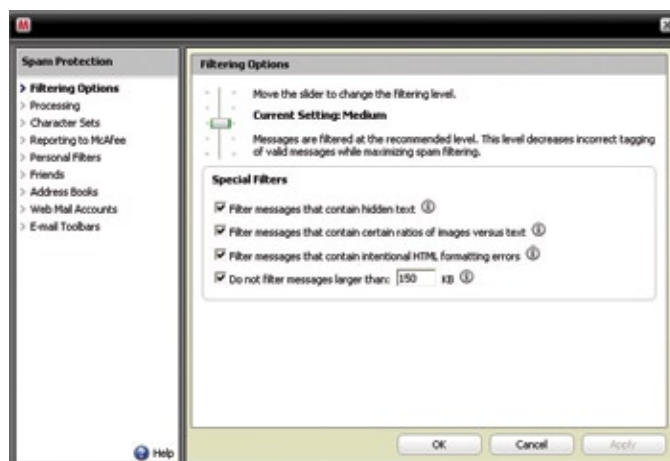 M
Spam Protection
> Filtering Options
> Processing
> Character Sets
> Reporting to McAfee
> Personal Filters
> Friends
> Address Books
> Web Mail Accounts
> E-mail Toolbars
Help
Filtering Options
Move the slider to change the filtering level.
Current Setting: Medium
Messages are filtered at the recommended level. This level decreases incorrect tagging
of valid messages while maximizing spam filtering.
Special Filters
Filter messages that contain hidden text
Filter messages that contain certain ratios of images versus text
Filter messages that contain intentional HTML formatting errors
Do not filter messages larger than: 150 KB
OK Cancel Apply